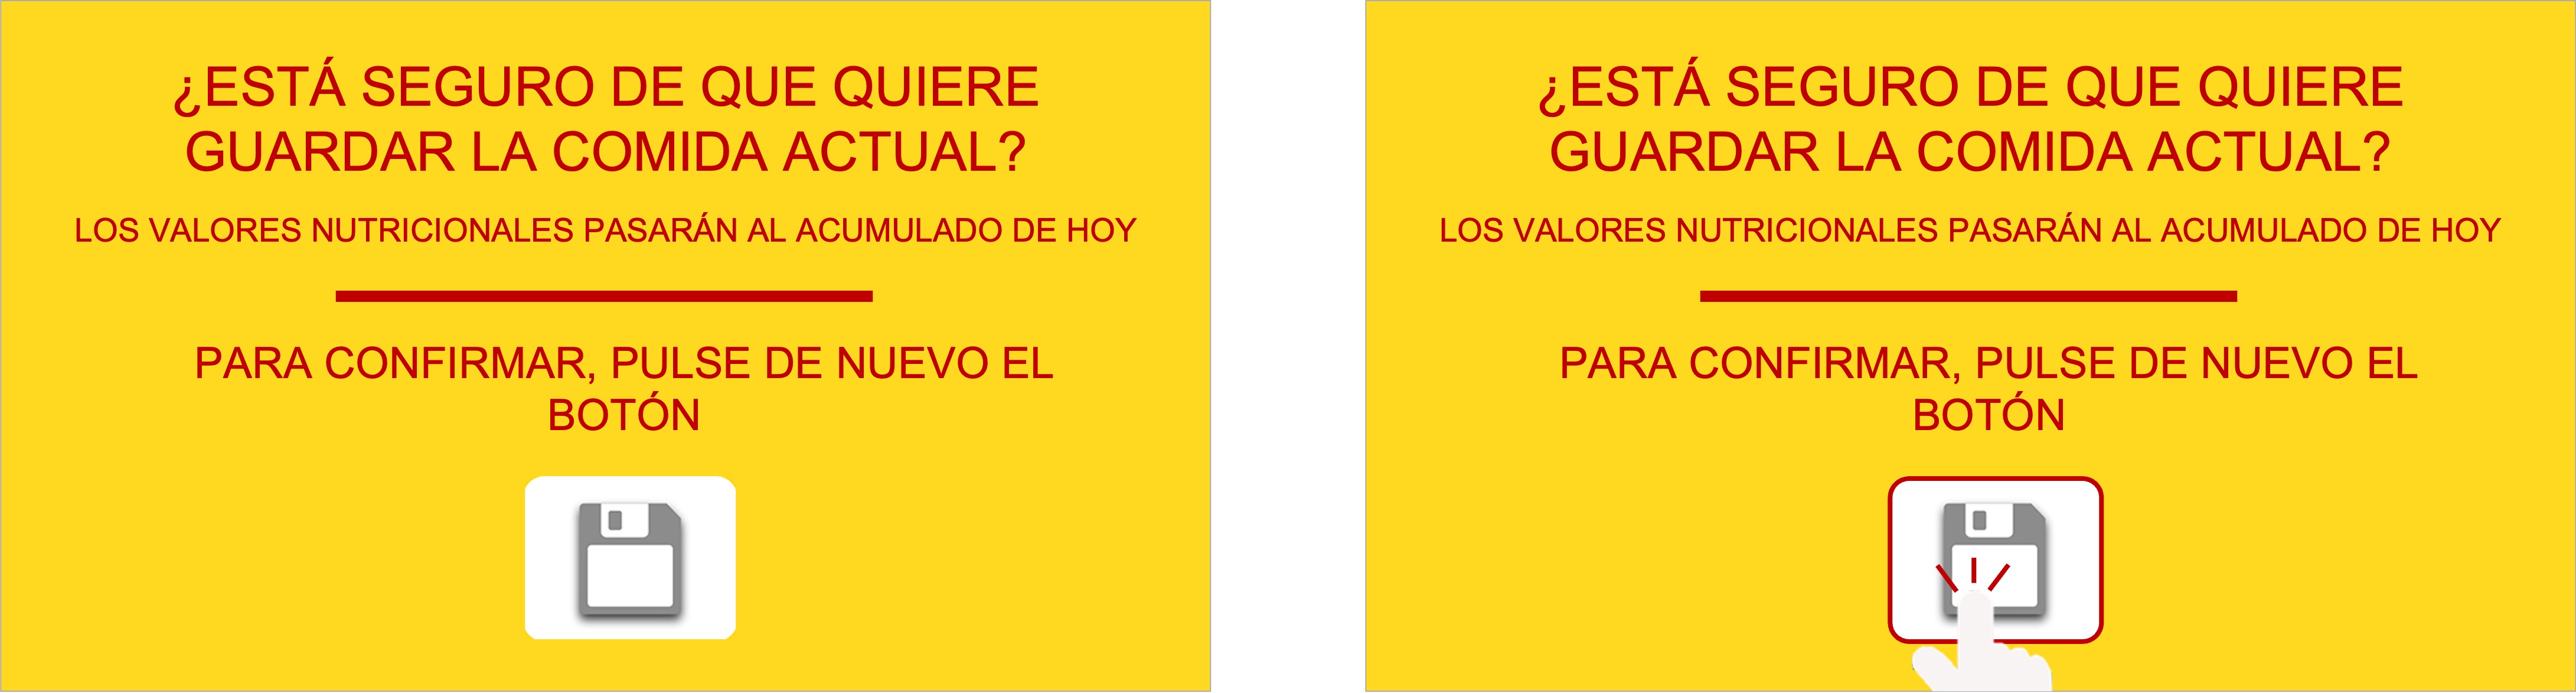 ¿ESTÁ SEGURO DE QUE QUIERE
GUARDAR LA COMIDA ACTUAL?
LOS VALORES NUTRICIONALES PASARÁN AL ACUMULADO DE HOY
PARA CONFIRMAR, PULSE DE NUEVO EL
BOTÓN
¿ESTÁ SEGURO DE QUE QUIERE
GUARDAR LA COMIDA ACTUAL?
LOS VALORES NUTRICIONALES PASARÁN AL ACUMULADO DE HOY
PARA CONFIRMAR, PULSE DE NUEVO EL
BOTÓN